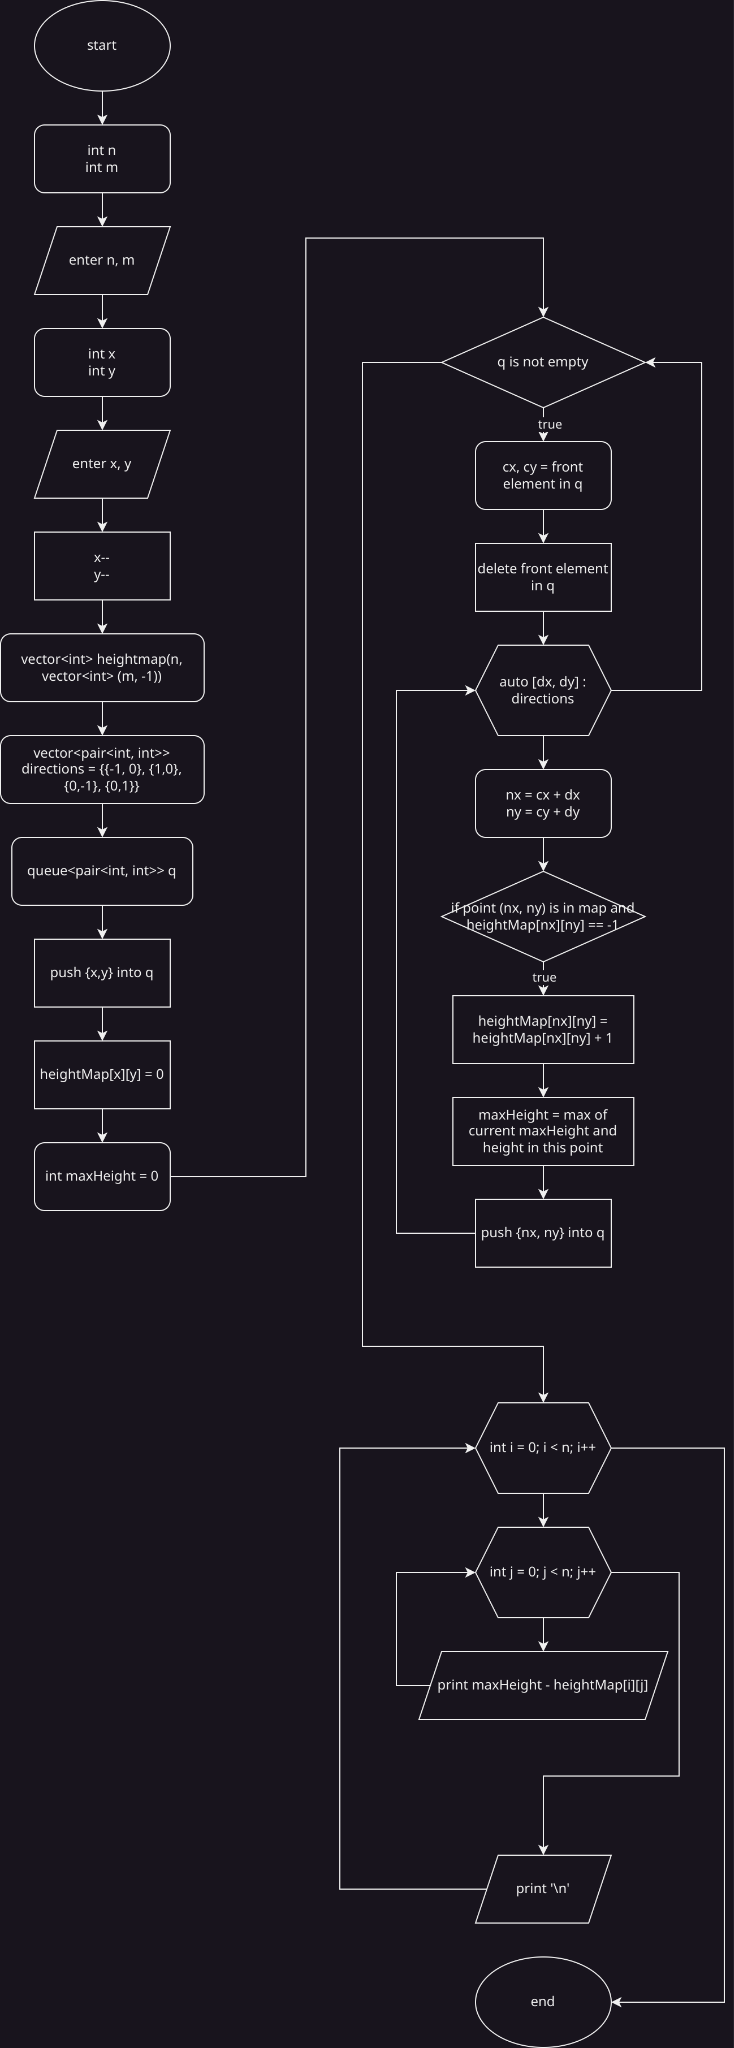 start
int n
int m
enter n, m
int x
int y
enter x, y
x--
y--
vector<int> heightmap(n,
vector<int> (m, -1))
vector<pair<int, int>>
directions = {{-1, 0}, {1,0},
{0,-1}, {0,1}}
queue<pair<int, int>> q
push {x,y} into q
heightMap[x][y] = 0
int maxHeight = 0
q is not empty
true
cx, cy = front
element in q
delete front element
in q
auto [dx, dy] :
directions
nx = cx + dx
ny = cy + dy
if point (nx, ny) is in map and
heightMap[nx][ny] == -1
true
heightMap[nx][ny] =
heightMap[nx][ny] + 1
maxHeight = max of
current maxHeight and
height in this point
push {nx, ny} into q
int i = 0; i < n; i++
int j = 0; j < n; j++
print maxHeight - heightMap[i][j]
print '\n'
end